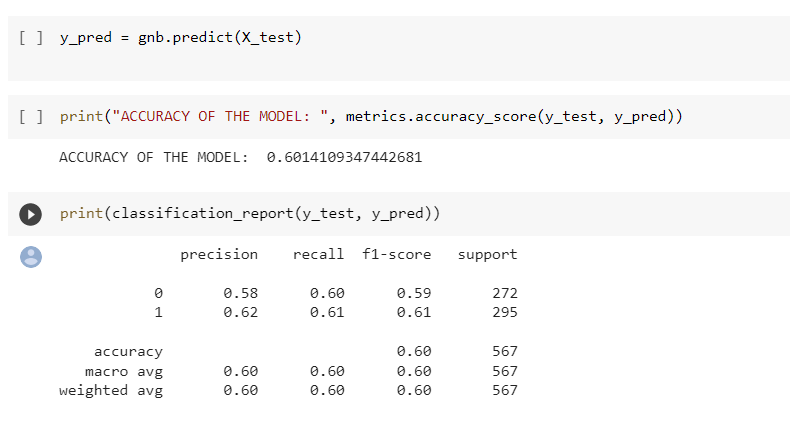 [ ] y_pred = gnb.predict(X_test)
[ ] print("ACCURACY OF THE MODEL: ", metrics.accuracy_score(y_test, y_pred))
ACCURACY OF THE MODEL:  0.6014109347442681
print(classification_report(y_test, y_pred))
precision    recall  f1-score   support
0       0.58      0.60      0.59       272
1       0.62      0.61      0.61       295
accuracy                           0.60       567
macro avg       0.60      0.60      0.60       567
weighted avg       0.60      0.60      0.60       567